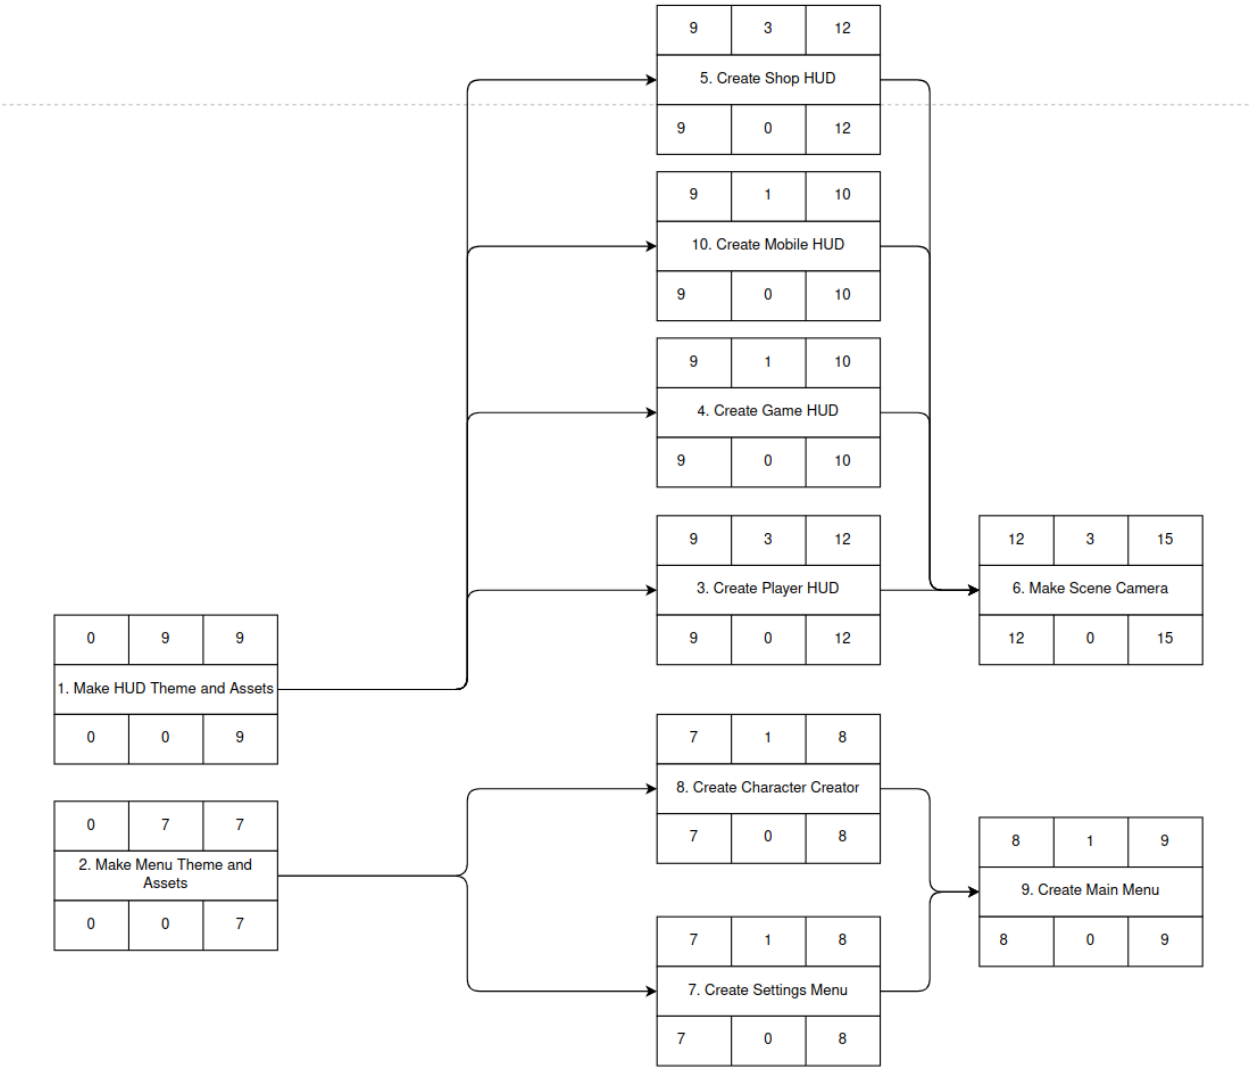 9 3 12
5. Create Shop HUD
9 0 12
9 1 10
10. Create Mobile HUD
9 0 10
9 1 10
4. Create Game HUD
9 0 10
9 3 12
3. Create Player HUD
9 0 12
12 3 15
6. Make Scene Camera
12 0 15
0 9 9
1. Make HUD Theme and Assets
0 0 9
7 1 8
8. Create Character Creator
7 0 8
0 7 7
2. Make Menu Theme and
Assets
0 0 7
8 1 9
9. Create Main Menu
8 0 9
7 1 8
7. Create Settings Menu
7 0 8